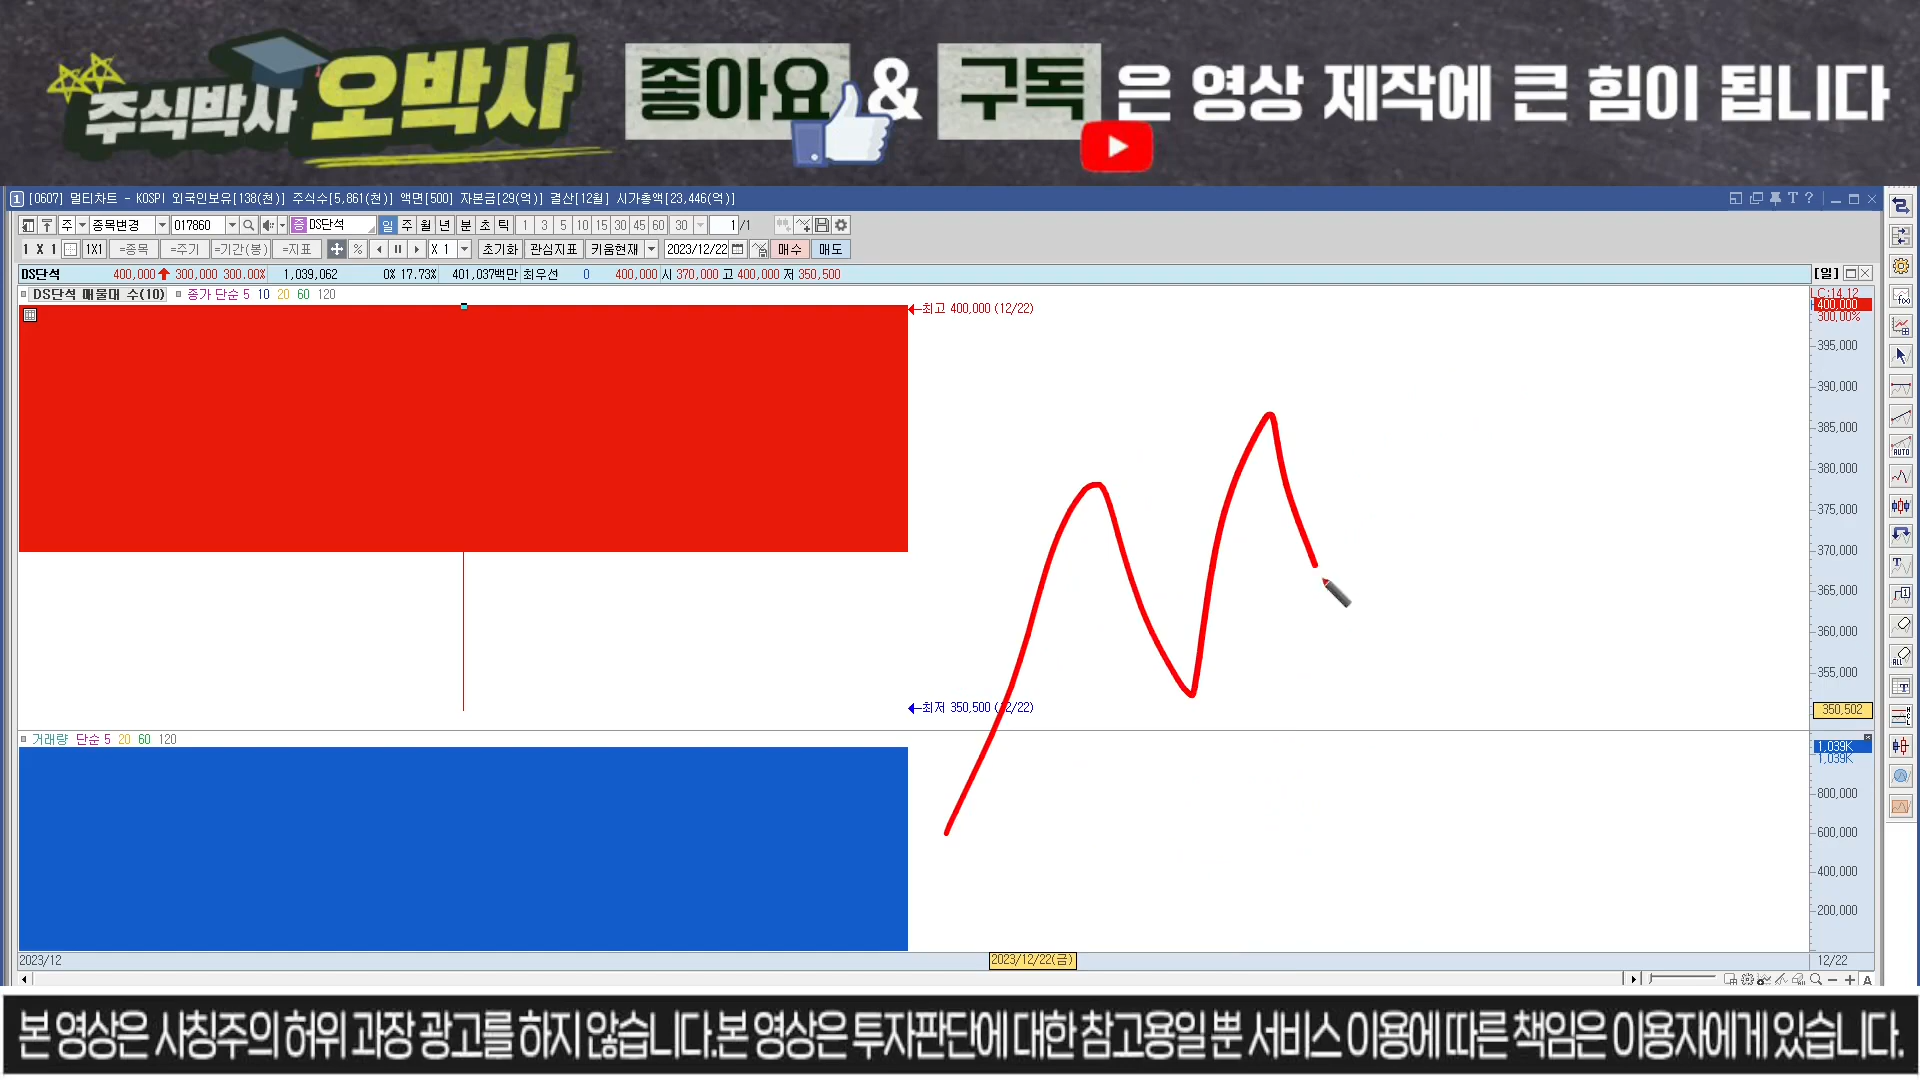 주식박사 오박사 좋아요 & 구독 은 영상 제작에 큰 힘이 됩니다
1 [0607] 멀티차트 - KOSPI 외국인보유[138(천)] 주식수[5,861(천)] 액면[500] 자본금[29(억)] 결산[12월] 시가총액[23,446(억)]
주 종목변경 017860 증 DS단석 일 주 월 년 분 초 틱 1 3 5 10 15 30 45 60 30 1 /1
1 X 1 1X1 =종목 =주기 =기간(봉) =지표 % X 1 초기화 관심지표 키움현재 2023/12/22 매수 매도
DS단석 400,000 300,000 300.00% 1,039,062 0% 17.73% 401,037백만 최우선 0 400,000 시 370,000 고 400,000 저 350,500 [일]
DS단석 매물대 수(10) 종가 단순 5 10 20 60 120
LC:14.12
400,000
300.00%
최고 400,000 (12/22)
395,000
390,000
385,000
380,000
375,000
370,000
365,000
360,000
355,000
최저 350,500 (12/22)
350,502
거래량 단순 5 20 60 120
1,039K
1,039K
800,000
600,000
400,000
200,000
2023/12 2023/12/22(금) 12/22
본 영상은 사칭주의 허위 과장 광고를 하지 않습니다.본 영상은 투자판단에 대한 참고용일 뿐 서비스 이용에 따른 책임은 이용자에게 있습니다.